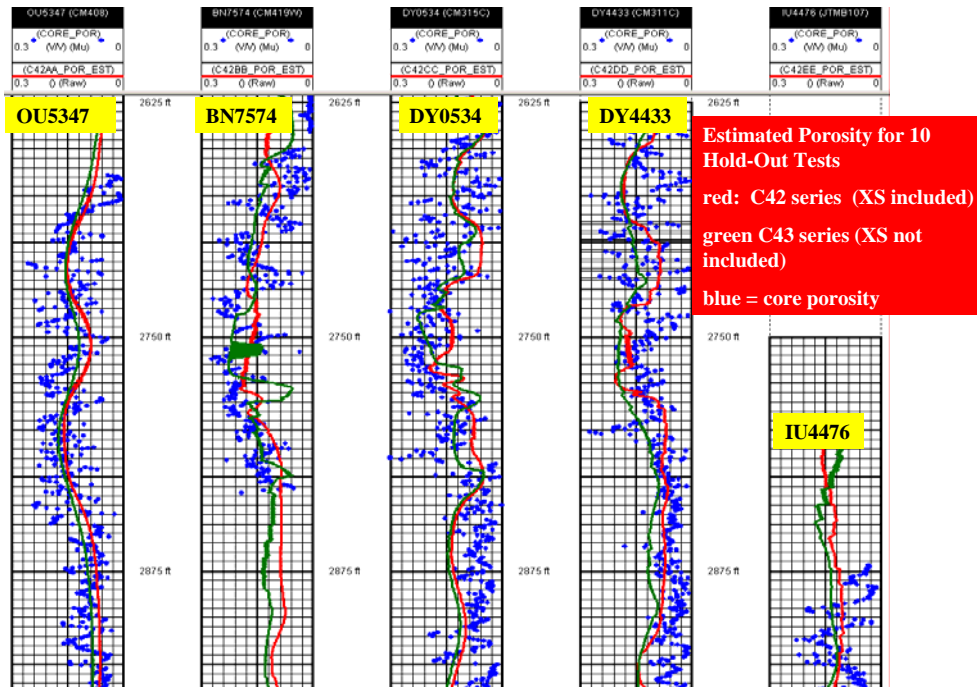 OU5347 (CM408)
(CORE_POR)
0.3 (V/V) (Mu) 0
(C42AA_POR_EST)
0.3 () (Raw) 0
BN7574 (CM419W)
(CORE_POR)
0.3 (V/V) (Mu) 0
(C42BB_POR_EST)
0.3 () (Raw) 0
DY0534 (CM315C)
(CORE_POR)
0.3 (V/V) (Mu) 0
(C42CC_POR_EST)
0.3 () (Raw) 0
DY4433 (CM311C)
(CORE_POR)
0.3 (V/V) (Mu) 0
(C42DD_POR_EST)
0.3 () (Raw) 0
IU4476 (JTMB107)
(CORE_POR)
0.3 (V/V) (Mu) 0
(C42EE_POR_EST)
0.3 () (Raw) 0
2625 ft
2625 ft
2625 ft
2625 ft
OU5347
BN7574
DY0534
DY4433
Estimated Porosity for 10
Hold-Out Tests
red: C42 series (XS included)
green C43 series (XS not
included)
blue = core porosity
2750 ft
2750 ft
2750 ft
2750 ft
IU4476
2875 ft
2875 ft
2875 ft
2875 ft